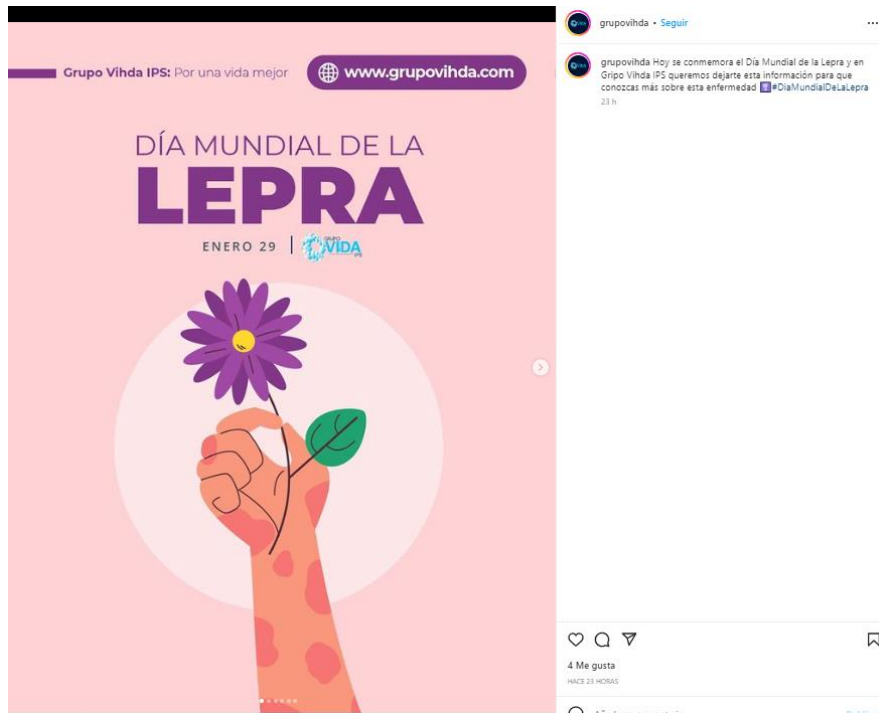 Grupo Vihda IPS: Por una vida mejor
www.grupovihda.com
DÍA MUNDIAL DE LA
LEPRA
ENERO 29
GRUPO
VIDA
IPS
grupovihda • Seguir
grupovihda Hoy se conmemora el Día Mundial de la Lepra y en
Gripo Vihda IPS queremos dejarte esta información para que
conozcas más sobre esta enfermedad #DiaMundialDeLaLepra
23 h
4 Me gusta
HACE 23 HORAS